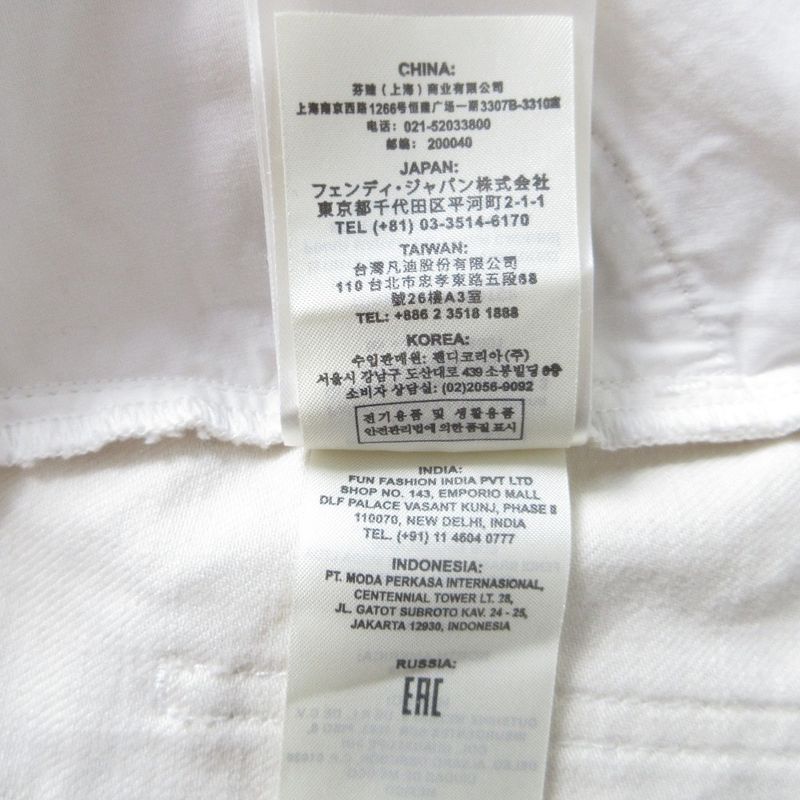 CHINA:
芬迪（上海）商业有限公司
上海南京西路1266号恒隆广场一期3307B-3310室
电话: 021-52033800
邮编: 200040
JAPAN:
フェンディ・ジャパン株式会社
東京都千代田区平河町2-1-1
TEL (+81) 03-3514-6170
TAIWAN:
台灣凡迪股份有限公司
110 台北市忠孝東路五段68
號26樓A3室
TEL: +886 2 3518 1888
KOREA:
수입판매원: 펜디코리아(주)
서울시 강남구 도산대로 439 소봉빌딩 8층
소비자 상담실: (02)2056-9092
전기용품 및 생활용품
안전관리법에 의한 품질 표시
INDIA:
FUN FASHION INDIA PVT LTD
SHOP NO. 143, EMPORIO MALL
DLF PALACE VASANT KUNJ, PHASE II
110070, NEW DELHI, INDIA
TEL. (+91) 11 4604 0777
INDONESIA:
PT. MODA PERKASA INTERNASIONAL,
CENTENNIAL TOWER LT. 28,
JL. GATOT SUBROTO KAV. 24 - 25,
JAKARTA 12930, INDONESIA
RUSSIA:
EAC